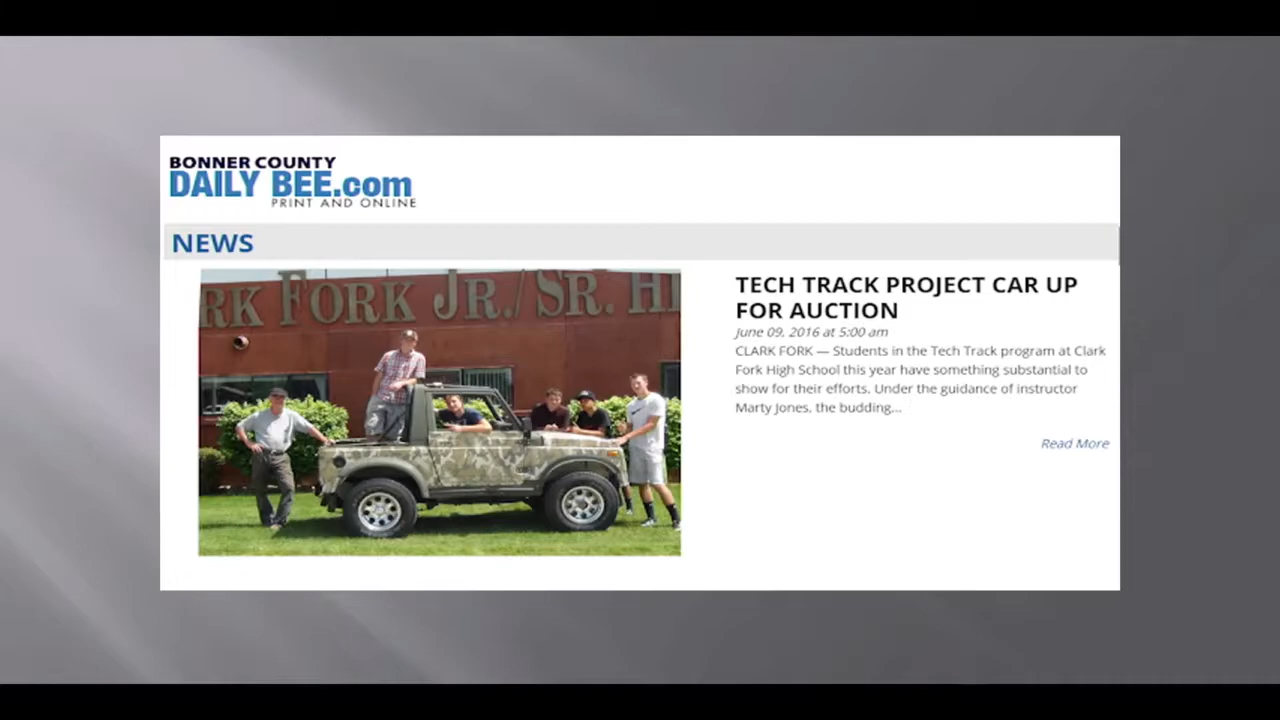 BONNER COUNTY
DAILY BEE.com
PRINT AND ONLINE
NEWS
RK FORK JR./SR. HI
TECH TRACK PROJECT CAR UP
FOR AUCTION
June 09, 2016 at 5:00 am
CLARK FORK — Students in the Tech Track program at Clark
Fork High School this year have something substantial to
show for their efforts. Under the guidance of instructor
Marty Jones, the budding...
Read More